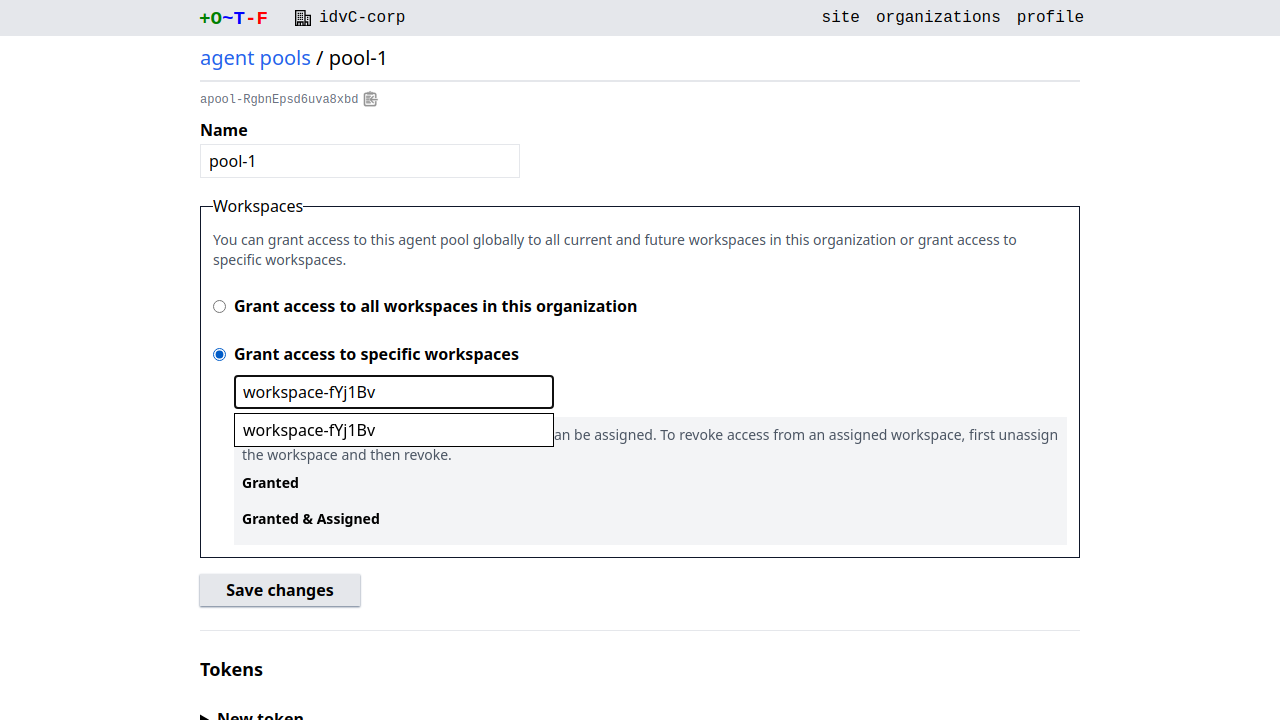 +O~T-F idvC-corp site organizations profile
agent pools / pool-1
apool-RgbnEpsd6uva8xbd
Name
pool-1
Workspaces
You can grant access to this agent pool globally to all current and future workspaces in this organization or grant access to
specific workspaces.
Grant access to all workspaces in this organization
Grant access to specific workspaces
workspace-fYj1Bv
workspace-fYj1Bv
an be assigned. To revoke access from an assigned workspace, first unassign
the workspace and then revoke.
Granted
Granted & Assigned
Save changes
Tokens
New token